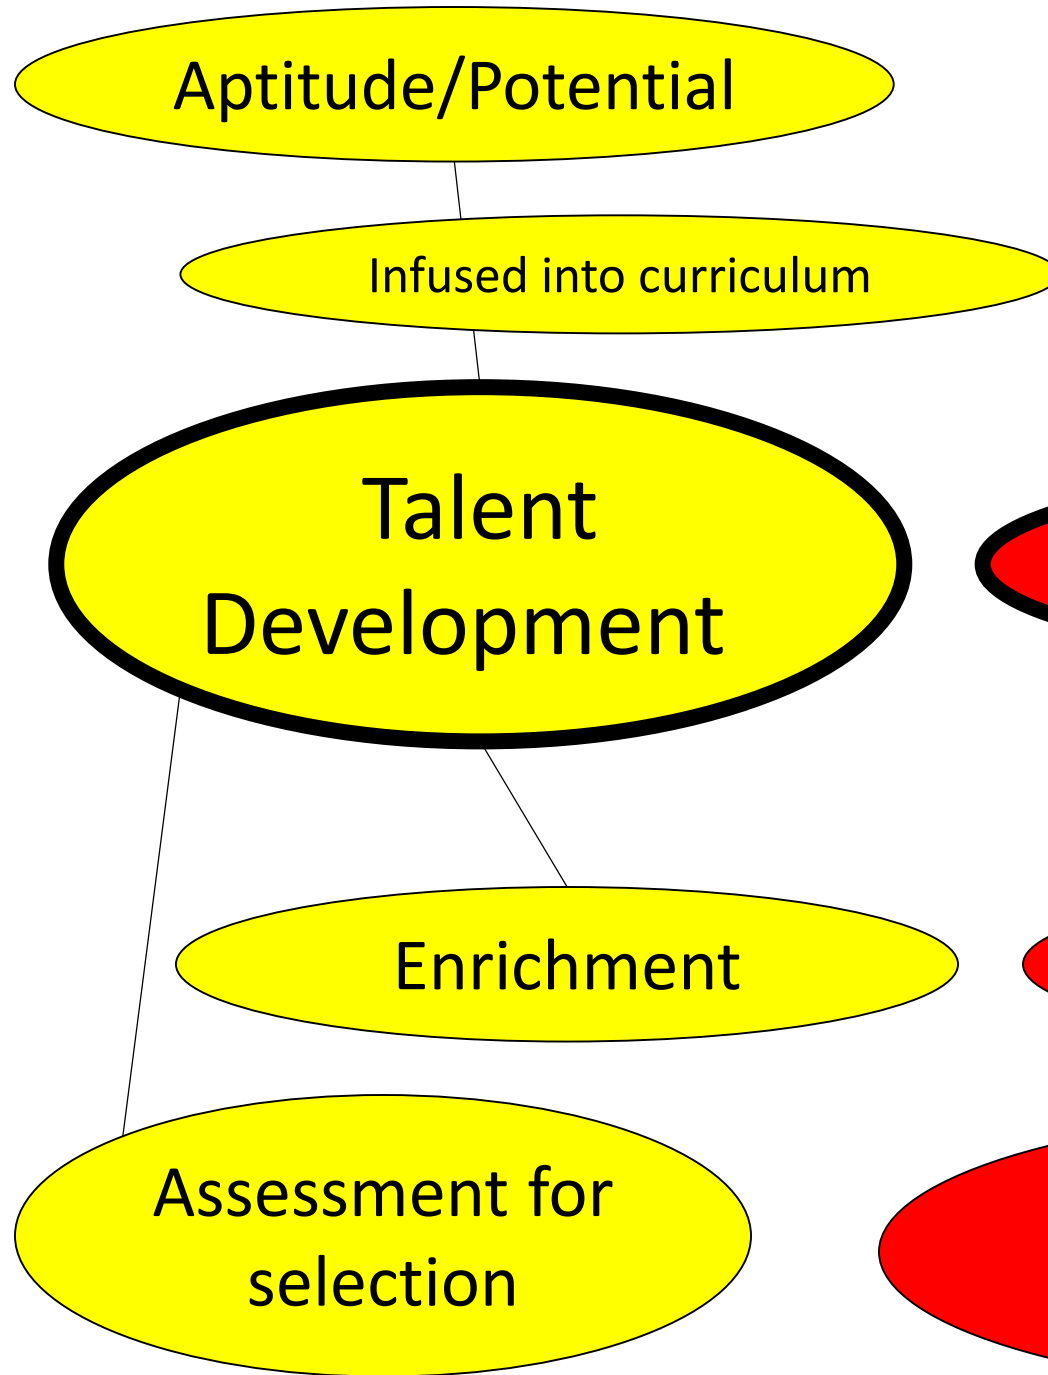 Aptitude/Potential
Infused into curriculum
Talent
Development
Enrichment
Assessment for
selection